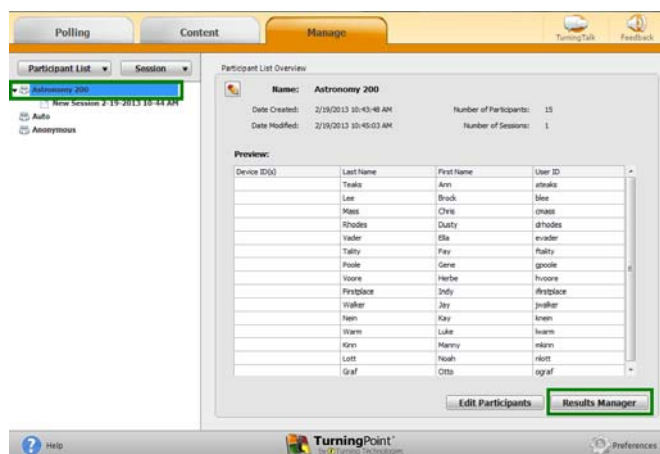 Polling Content Manage TurningTalk Feedback
Participant List Session Participant List Overview
Astronomy 200 Name: Astronomy 200
New Session 2-19-2013 10-44 AM Date Created: 2/19/2013 10:43:48 AM Number of Participants: 15
Auto Date Modified: 2/19/2013 10:45:03 AM Number of Sessions: 1
Anonymous
Preview:
Device ID(s) Last Name First Name User ID
Teaks Ann ateaks
Lee Brock blee
Mass Chris cmass
Rhodes Dusty drhodes
Vader Ella evader
Tality Fay ftality
Poole Gene gpoole
Voore Herbe hvoore
Firstplace Indy ifirstplace
Walker Jay jwalker
Nein Kay knein
Warm Luke lwarm
Kinn Manny mkinn
Lott Noah nlott
Graf Otto ograf
Edit Participants Results Manager
Help TurningPoint Preferences
by Turning Technologies